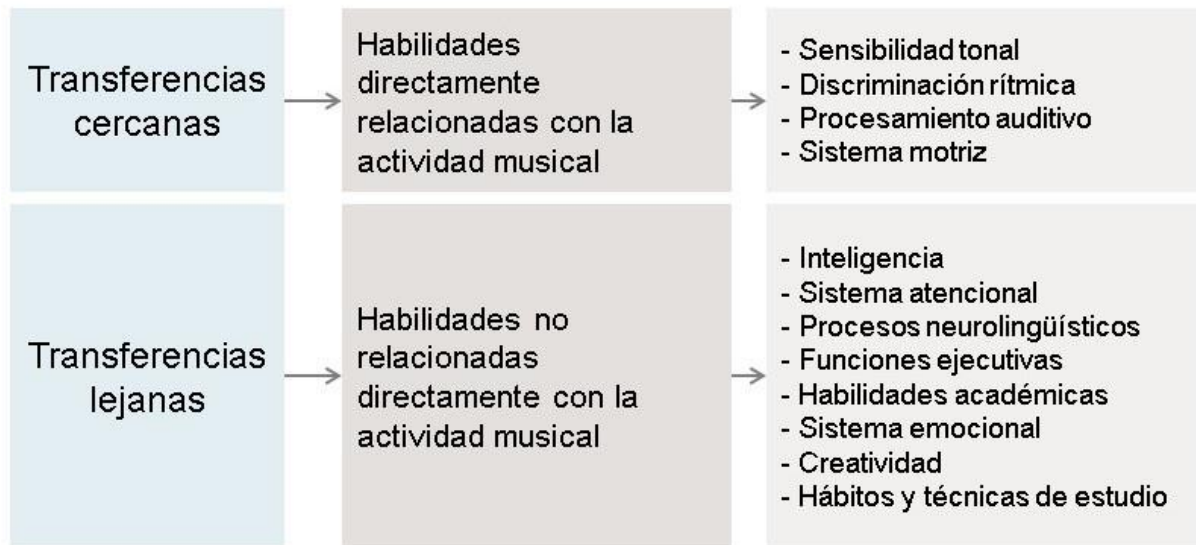 Transferencias
cercanas
Habilidades
directamente
relacionadas con la
actividad musical
- Sensibilidad tonal
- Discriminación rítmica
- Procesamiento auditivo
- Sistema motriz
Transferencias
lejanas
Habilidades no
relacionadas
directamente con la
actividad musical
- Inteligencia
- Sistema atencional
- Procesos neurolingüísticos
- Funciones ejecutivas
- Habilidades académicas
- Sistema emocional
- Creatividad
- Hábitos y técnicas de estudio